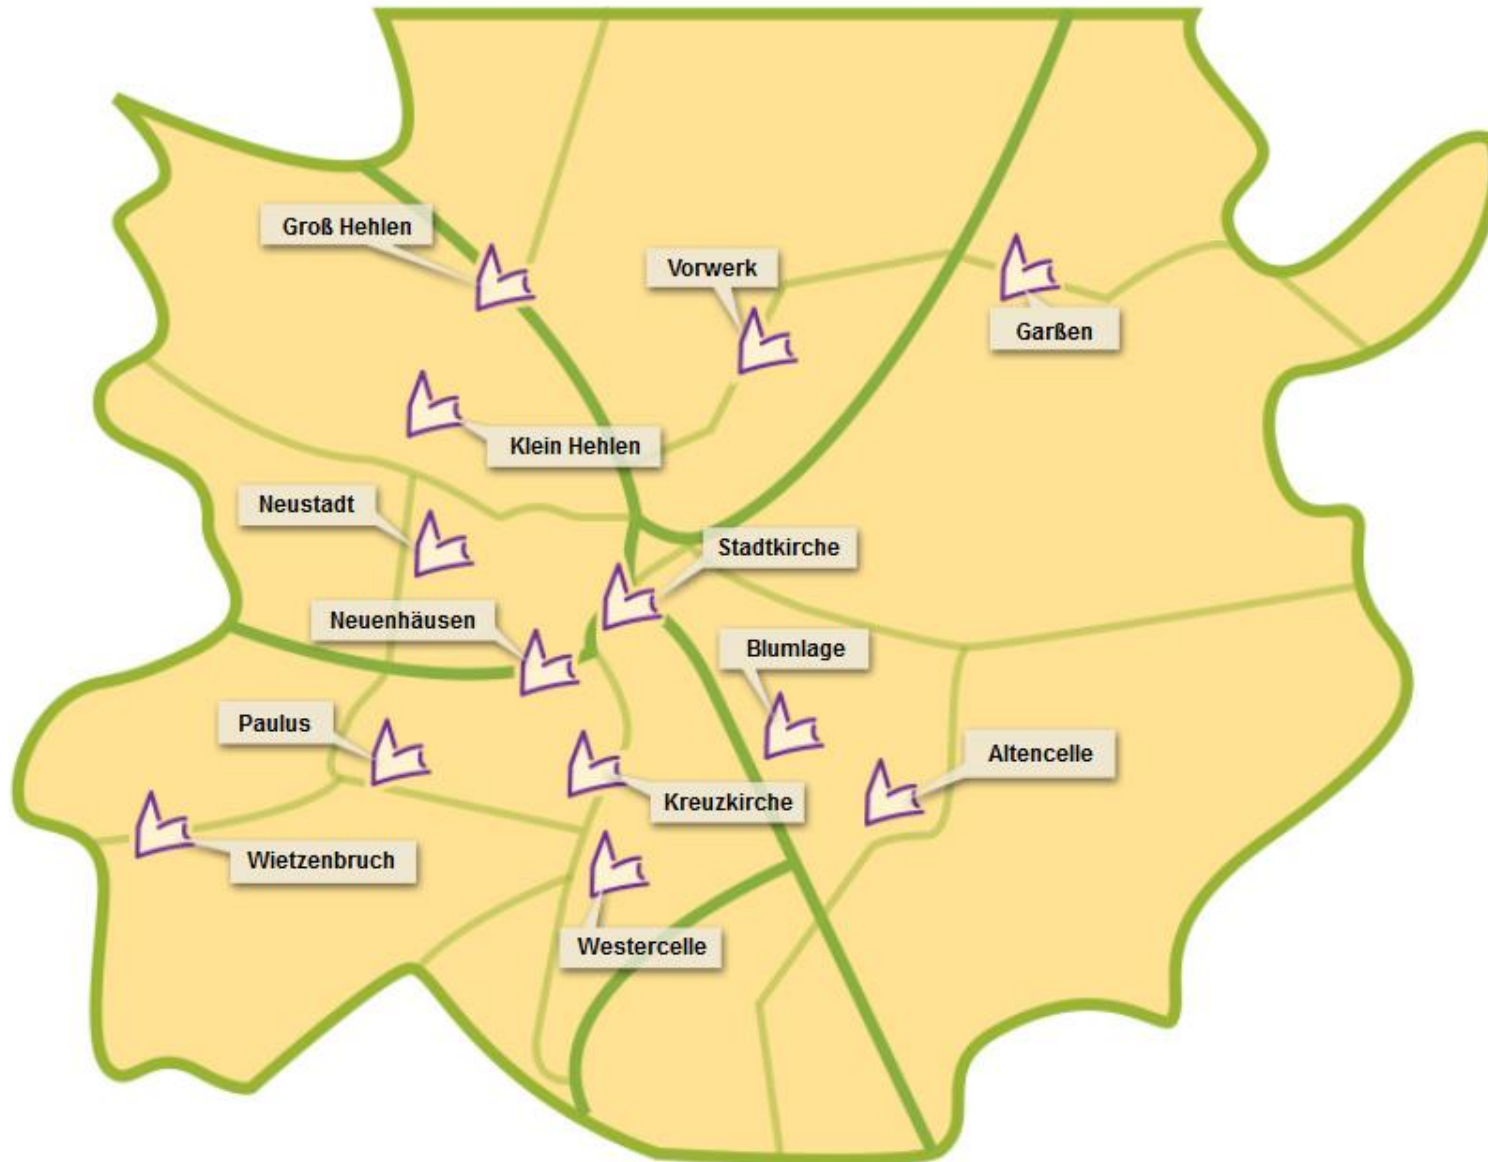 Groß Hehlen
Vorwerk
Garßen
Klein Hehlen
Neustadt
Stadtkirche
Neuenhäusen
Blumlage
Paulus
Altencelle
Kreuzkirche
Wietzenbruch
Westercelle